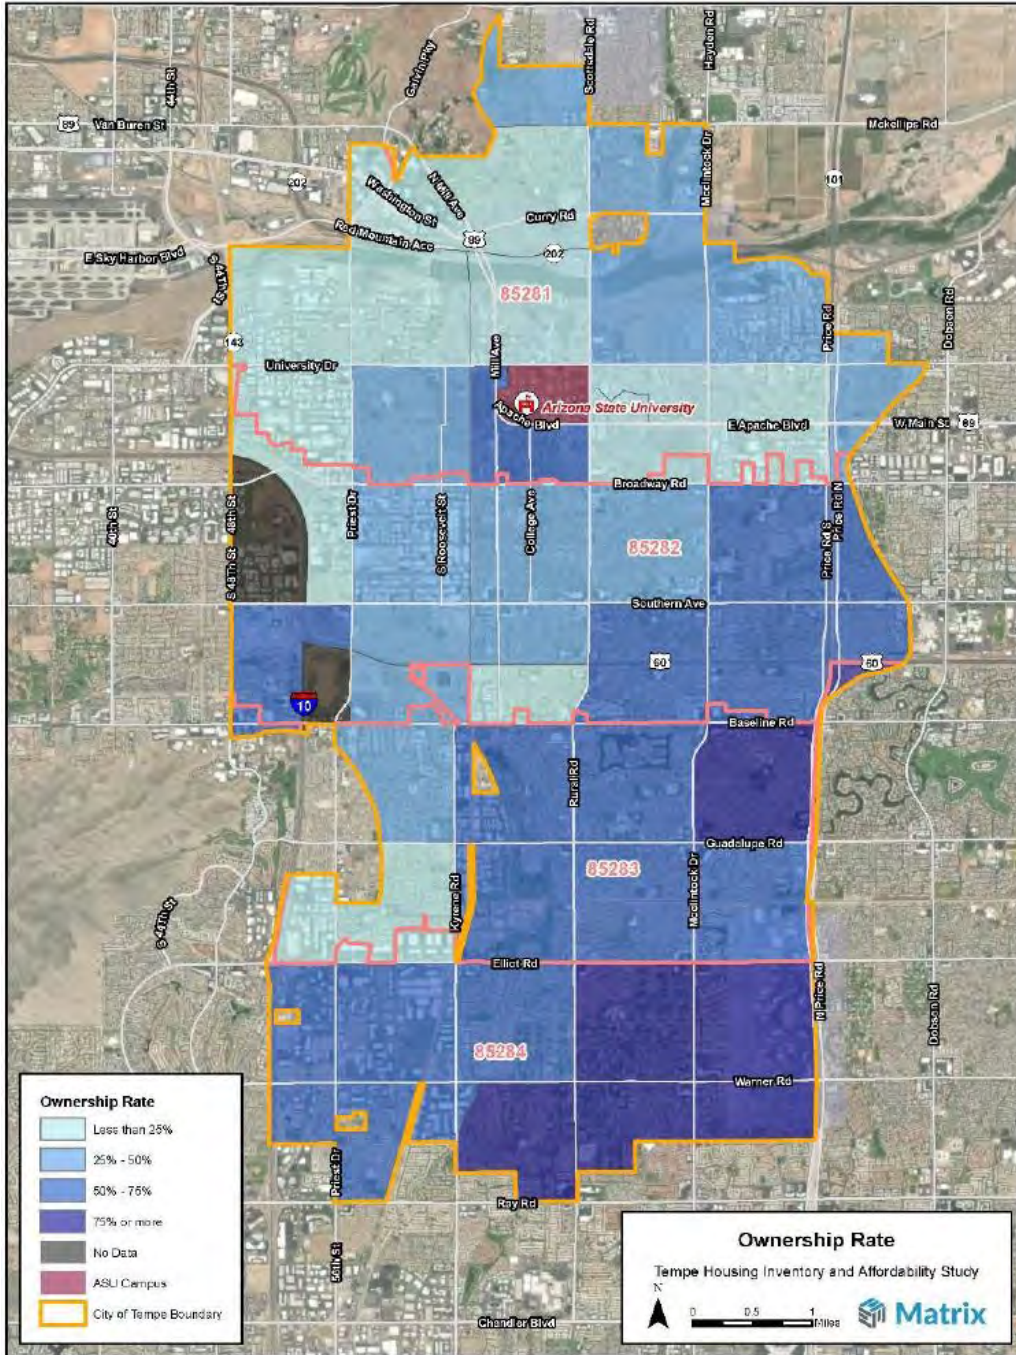 Scottsdale Rd
Hayden Rd
44th St
Galvin Pky
89
Van Buren St
Mckellips Rd
Mcclintock Dr
101
202
Washington St
N Mill Ave
Curry Rd
Red Mountain Acc
89
202
E Sky Harbor Blvd
S 44Th St
85281
Price Rd
Dobson Rd
143
University Dr
Mill Ave
Arizona State University
Apache Blvd
E Apache Blvd
W Main St
89
Broadway Rd
40th St
48th St
S 48Th St
Priest Dr
S Roosevelt St
College Ave
85282
Price Rd S
Price Rd N
Southern Ave
60
60
10
Baseline Rd
Rural Rd
Guadalupe Rd
85283
Mcclintock Dr
Kyrene Rd
S 44Th St
Elliot Rd
N Price Rd
Dobson Rd
85284
Warner Rd
Priest Dr
Ray Rd
56th St
Chandler Blvd
Ownership Rate
Less than 25%
25% - 50%
50% - 75%
75% or more
No Data
ASU Campus
City of Tempe Boundary
Ownership Rate
Tempe Housing Inventory and Affordability Study
N
0 0.5 1
Miles
Matrix